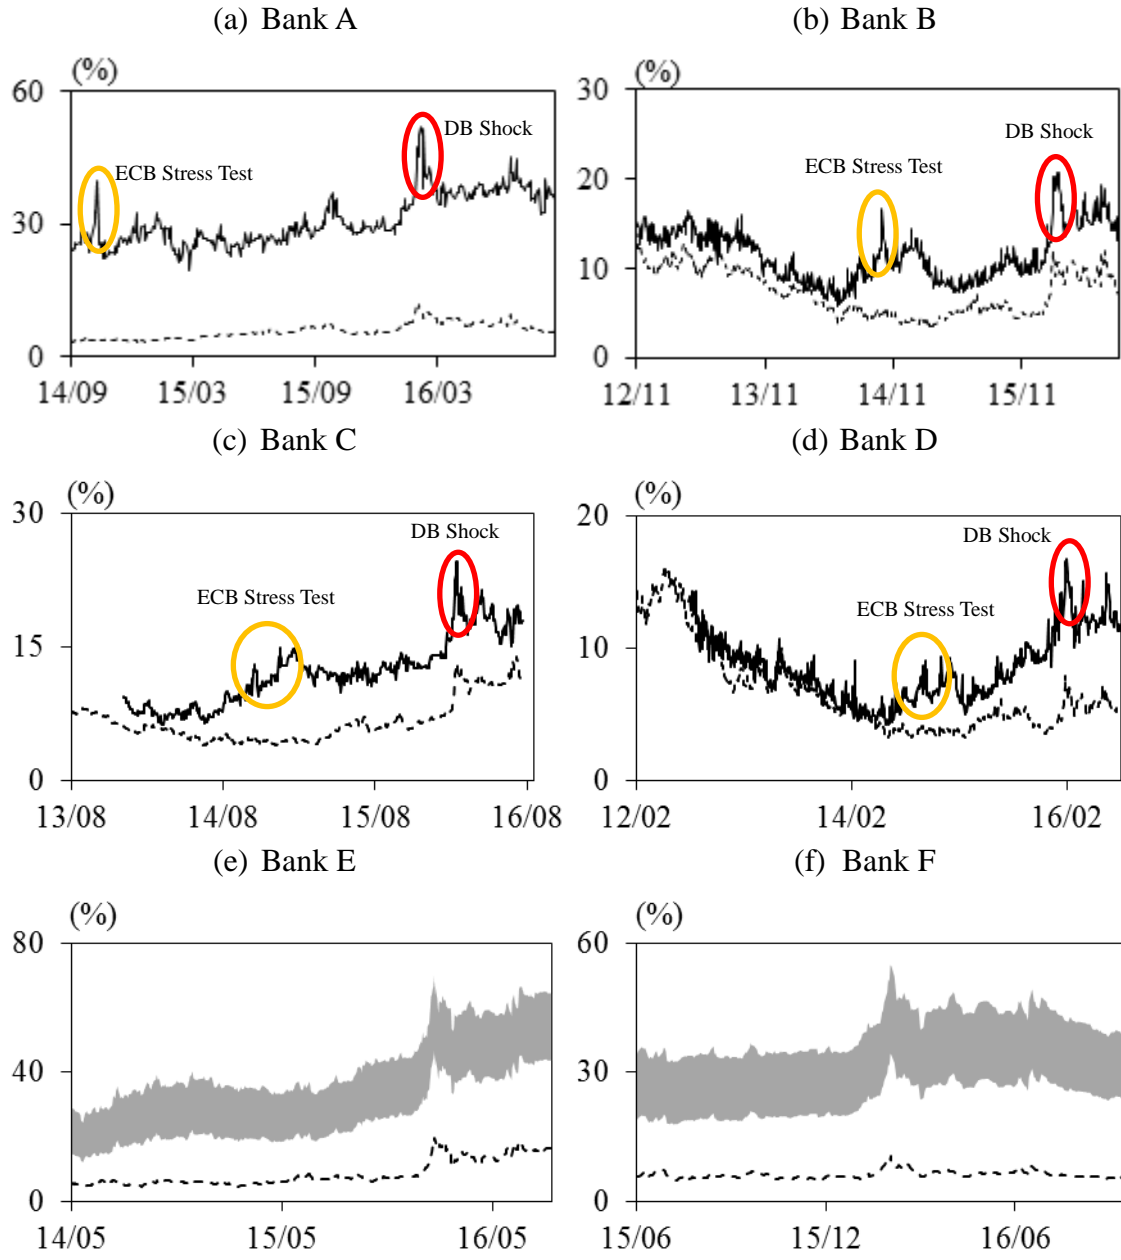 (a) Bank A
(%)
60
30
0
ECB Stress Test
DB Shock
14/09 15/03 15/09 16/03
(b) Bank B
(%)
30
20
10
0
ECB Stress Test
DB Shock
12/11 13/11 14/11 15/11
(c) Bank C
(%)
30
15
0
ECB Stress Test
DB Shock
13/08 14/08 15/08 16/08
(d) Bank D
(%)
20
10
0
ECB Stress Test
DB Shock
12/02 14/02 16/02
(e) Bank E
(%)
80
40
0
14/05 15/05 16/05
(f) Bank F
(%)
60
30
0
15/06 15/12 16/06